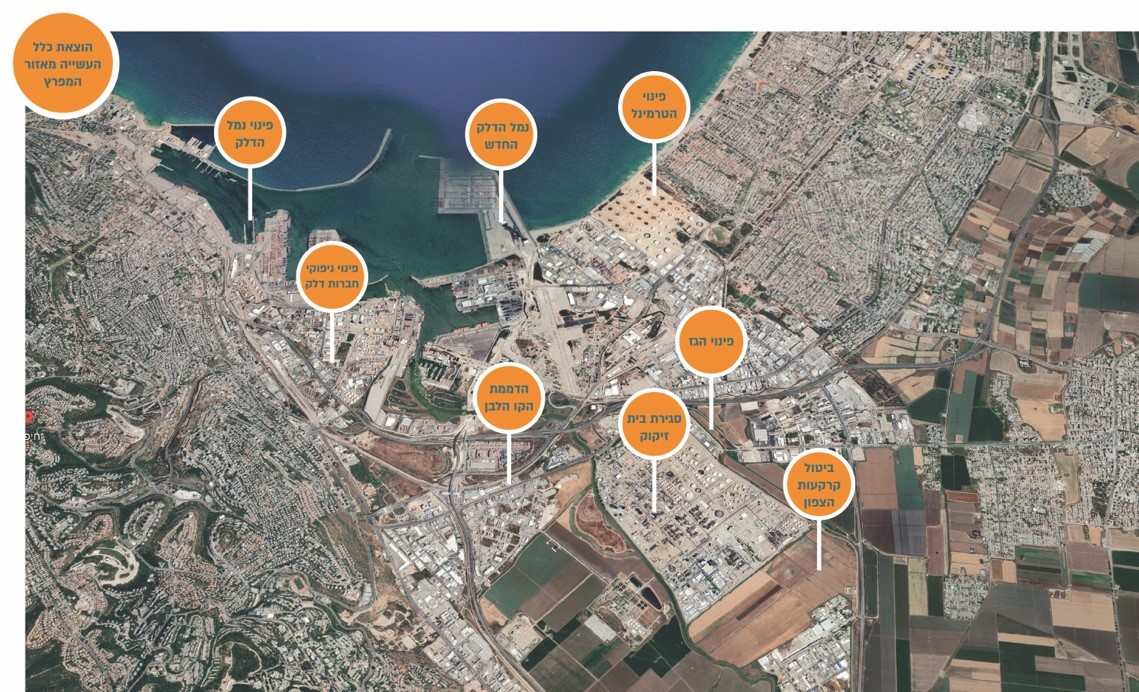 הוצאת כלל
העשייה מאזור
המפרץ
פינוי
הטרמינל
נמל הדלק
החדש
פינוי נמל
הדלק
פינוי ניפוקי
חברות דלק
פינוי הגז
הדממת
הקו הלבן
סגירת בית
זיקוק
ביטול
קרקעות
הצפון